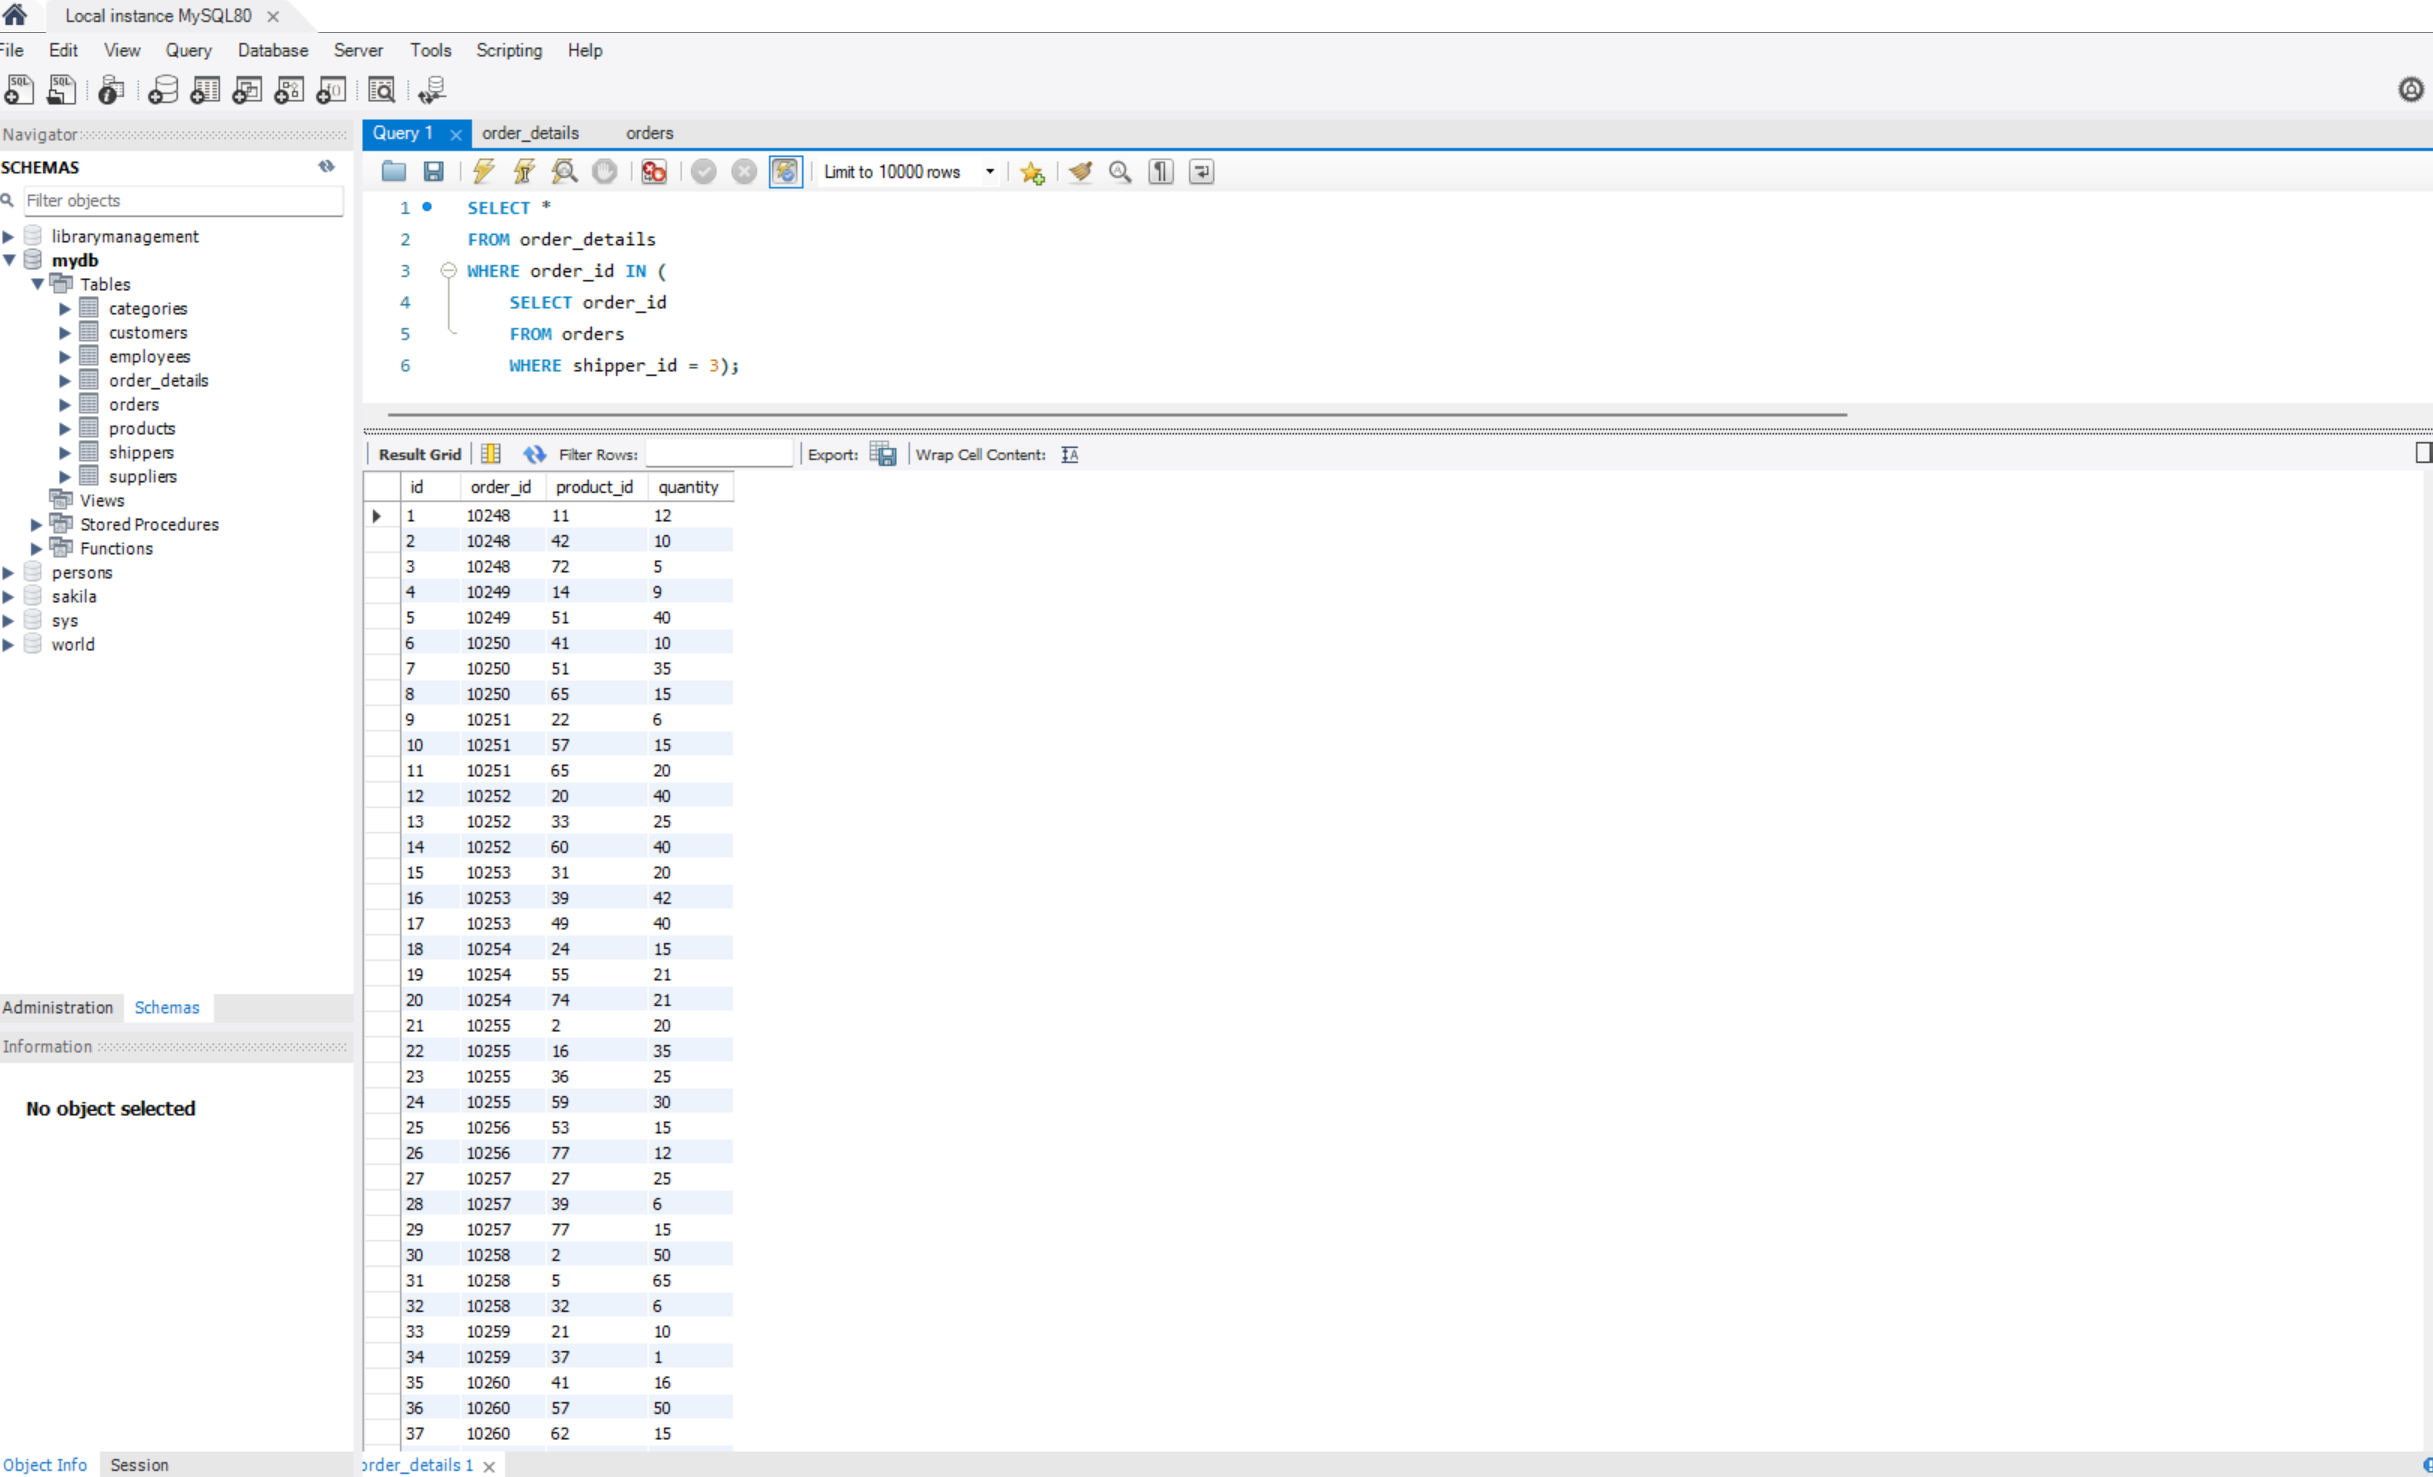 Local instance MySQL80
File Edit View Query Database Server Tools Scripting Help
Navigator
SCHEMAS
Filter objects
librarymanagement
mydb
Tables
categories
customers
employees
order_details
orders
products
shippers
suppliers
Views
Stored Procedures
Functions
persons
sakila
sys
world
Administration Schemas
Information
No object selected
Object Info Session
Query 1 order_details orders
Limit to 10000 rows
1 SELECT *
2 FROM order_details
3 WHERE order_id IN (
4 SELECT order_id
5 FROM orders
6 WHERE shipper_id = 3);
Result Grid Filter Rows: Export: Wrap Cell Content:
id order_id product_id quantity
1 10248 11 12
2 10248 42 10
3 10248 72 5
4 10249 14 9
5 10249 51 40
6 10250 41 10
7 10250 51 35
8 10250 65 15
9 10251 22 6
10 10251 57 15
11 10251 65 20
12 10252 20 40
13 10252 33 25
14 10252 60 40
15 10253 31 20
16 10253 39 42
17 10253 49 40
18 10254 24 15
19 10254 55 21
20 10254 74 21
21 10255 2 20
22 10255 16 35
23 10255 36 25
24 10255 59 30
25 10256 53 15
26 10256 77 12
27 10257 27 25
28 10257 39 6
29 10257 77 15
30 10258 2 50
31 10258 5 65
32 10258 32 6
33 10259 21 10
34 10259 37 1
35 10260 41 16
36 10260 57 50
37 10260 62 15
order_details 1